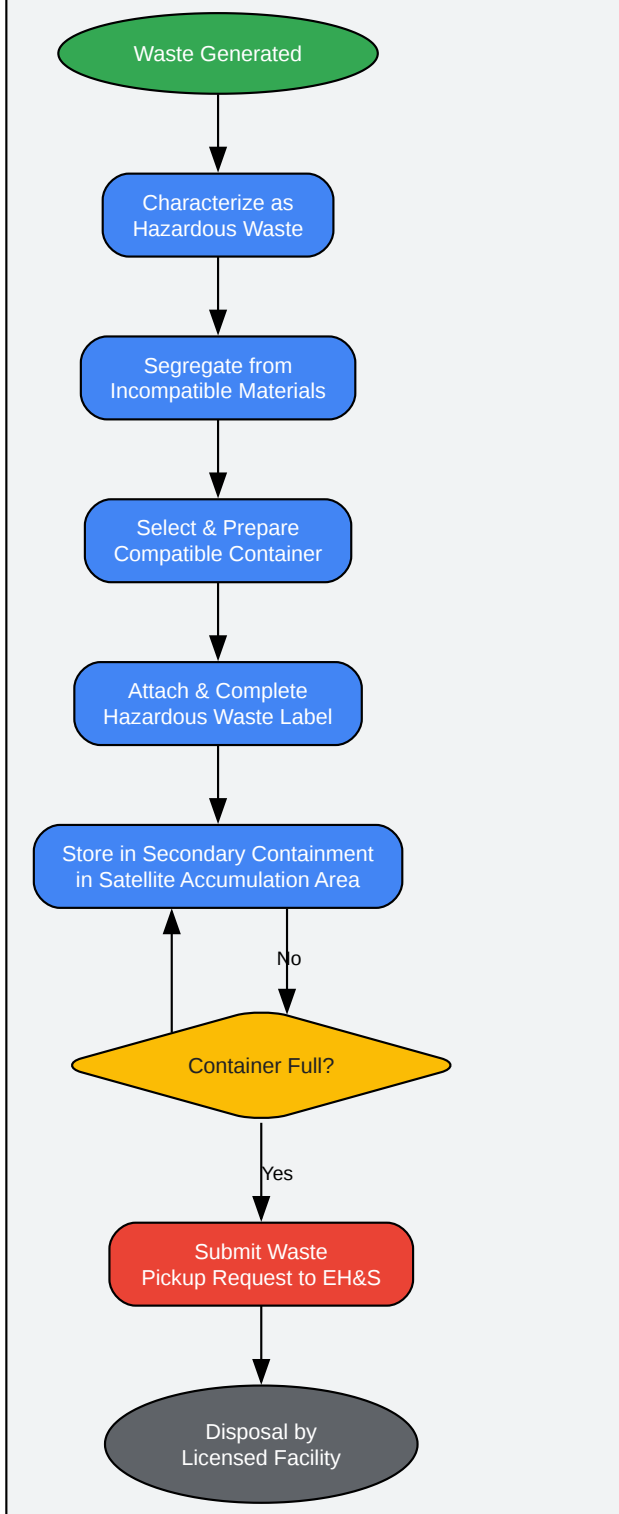 Waste Generated
Characterize as
Hazardous Waste
Segregate from
Incompatible Materials
Select & Prepare
Compatible Container
Attach & Complete
Hazardous Waste Label
Store in Secondary Containment
in Satellite Accumulation Area
No
Container Full?
Yes
Submit Waste
Pickup Request to EH&S
Disposal by
Licensed Facility